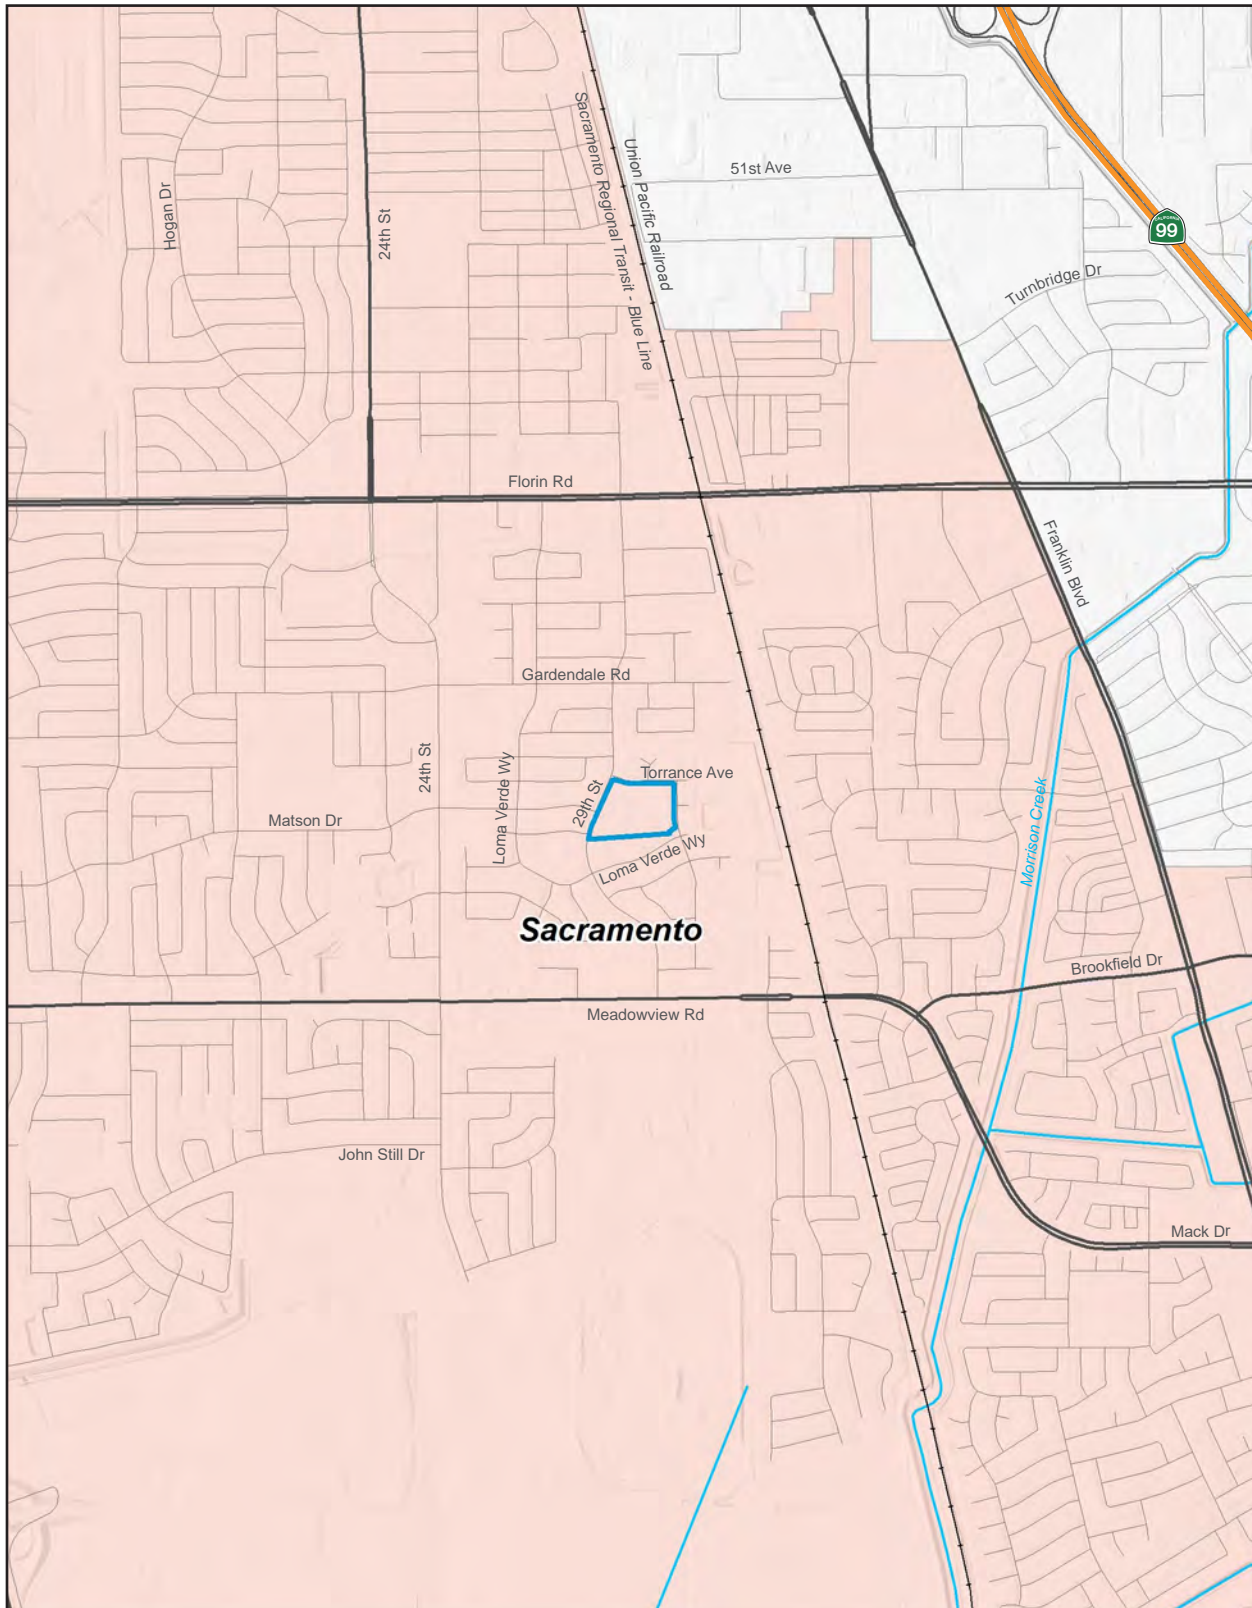 51st Ave
Sacramento Regional Transit - Blue Line
Union Pacific Railroad
Hogan Dr
24th St
CALIFORNIA
99
Turnbridge Dr
Florin Rd
Franklin Blvd
Gardendale Rd
24th St
Loma Verde Wy
29th St
Torrance Ave
Matson Dr
Loma Verde Wy
Morrison Creek
Sacramento
Brookfield Dr
Meadowview Rd
John Still Dr
Mack Dr